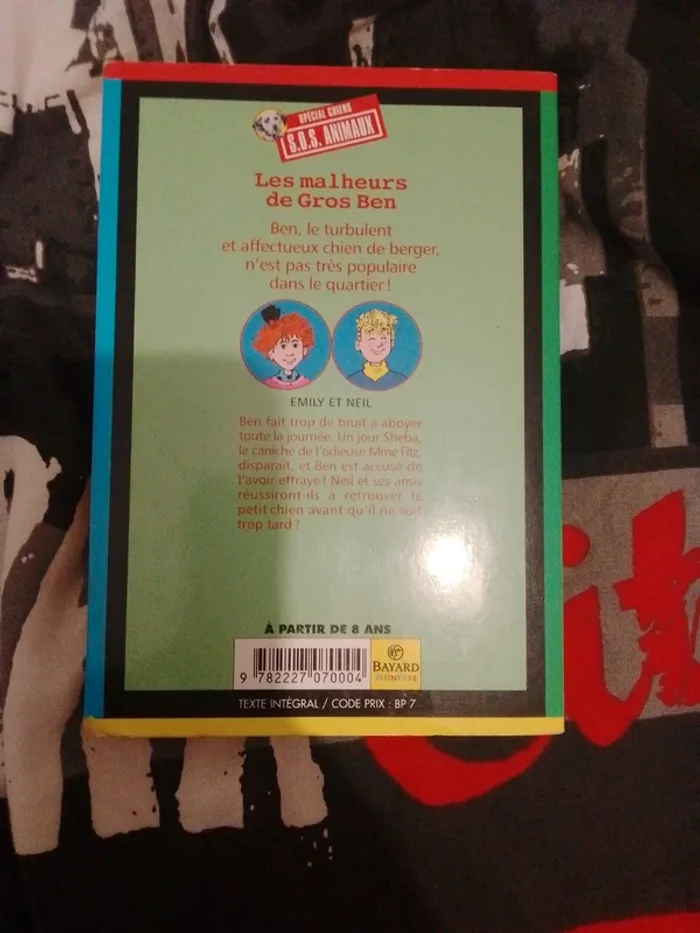 SPÉCIAL CHIENS
S.O.S. ANIMAUX
Les malheurs
de Gros Ben
Ben, le turbulent
et affectueux chien de berger,
n'est pas très populaire
dans le quartier !
EMILY ET NEIL
Ben fait trop de bruit à aboyer
toute la journée. Un jour Sheba,
le caniche de l'odieuse Mme Fitz,
disparaît, et Ben est accusé de
l'avoir effrayé ! Neil et ses amis
réussiront-ils à retrouver le
petit chien avant qu'il ne soit
trop tard ?
À PARTIR DE 8 ANS
9 782227 070004
BAYARD
JEUNESSE
TEXTE INTÉGRAL / CODE PRIX : BP 7